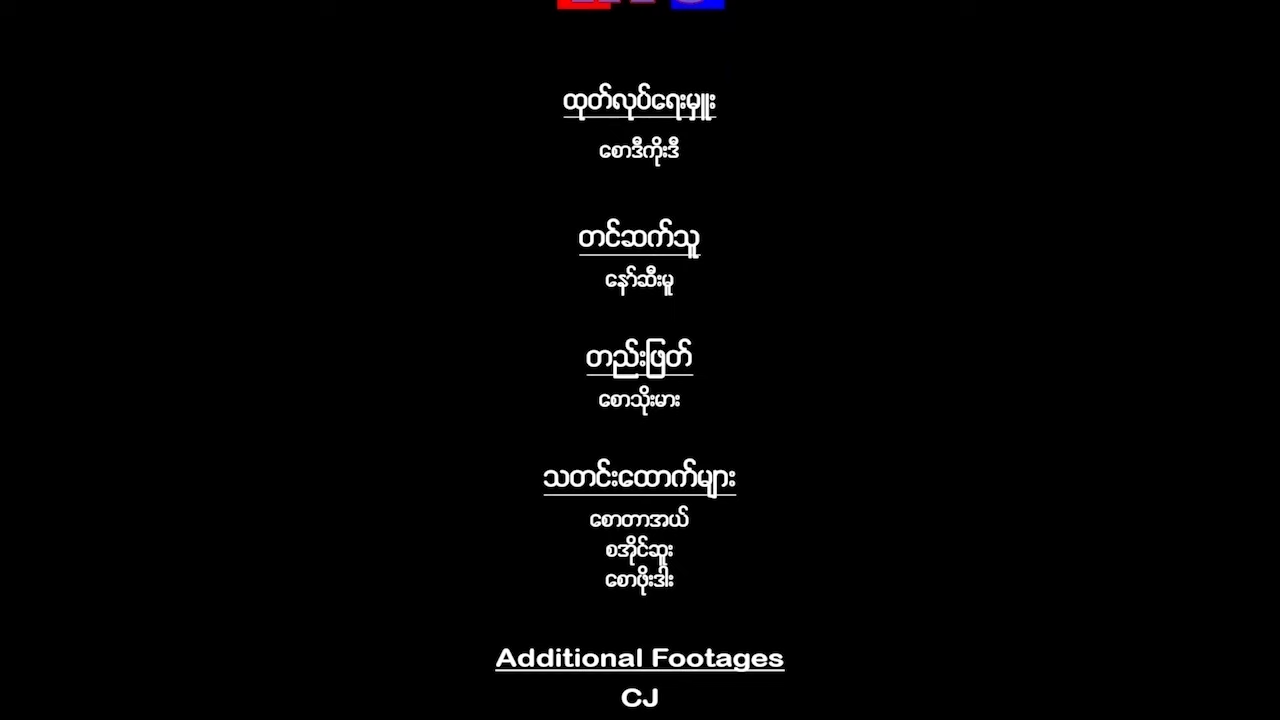 ထုတ်လုပ်ရေးမှူး
စောဒီကိုးဒီ
တင်ဆက်သူ
နော်ဆီးမူ
တည်းဖြတ်
စောသိုးမား
သတင်းထောက်များ
စောတာအယ်
စအိုင်ဆူး
စောဖိုးဒါး
Additional Footages
CJ